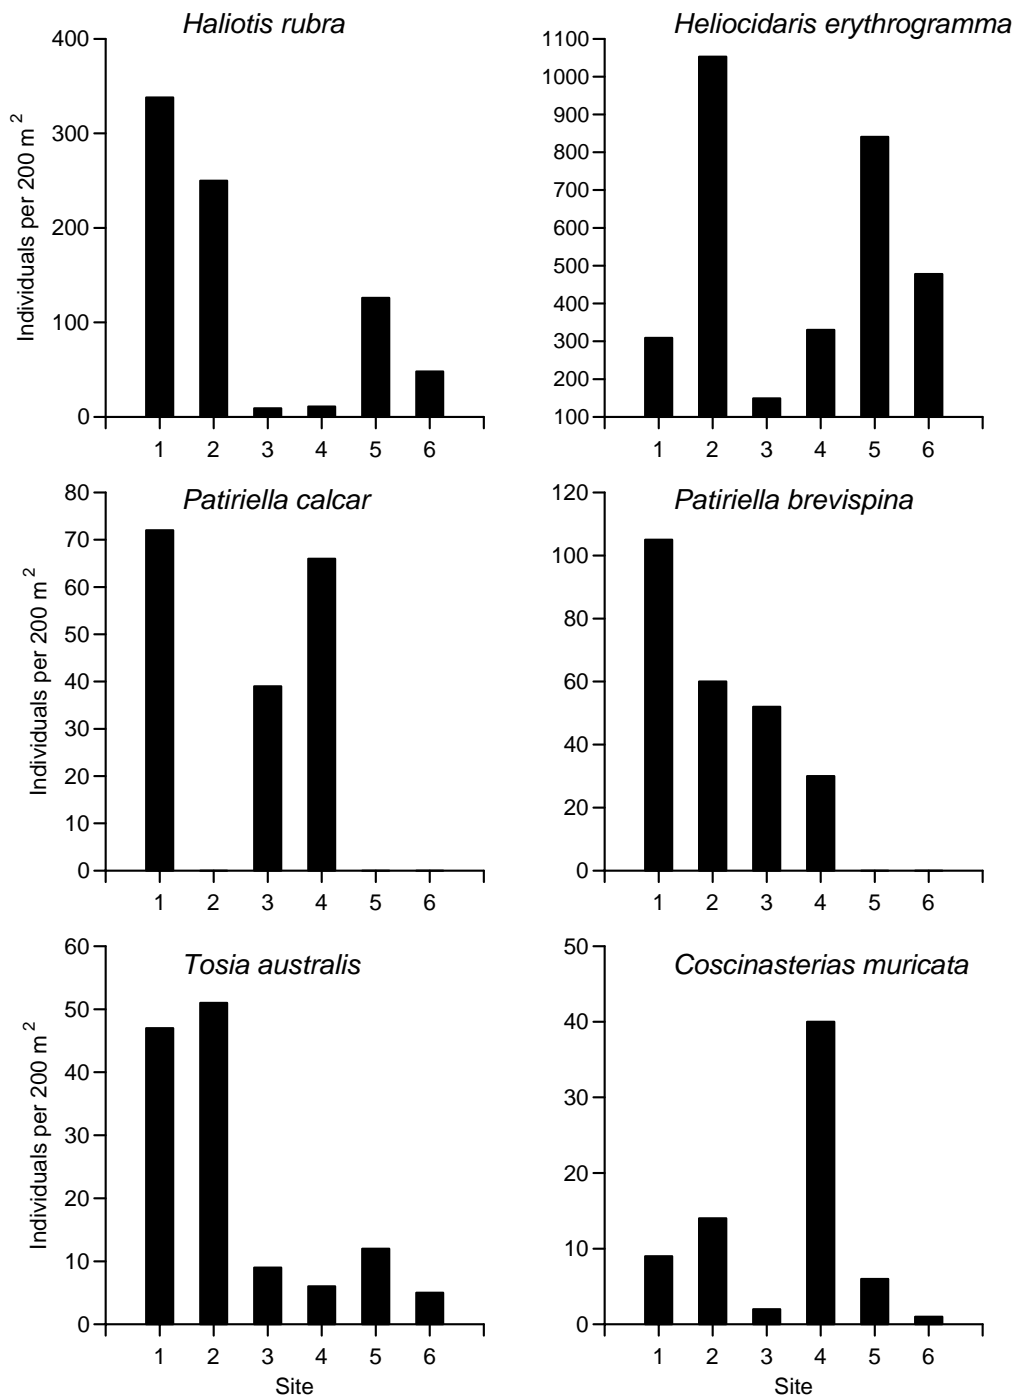 Haliotis rubra
Individuals per 200 m²
400
300
200
100
0
1 2 3 4 5 6
Heliocidaris erythrogramma
1100
1000
900
800
700
600
500
400
300
200
100
1 2 3 4 5 6
Patiriella calcar
Individuals per 200 m²
80
70
60
50
40
30
20
10
0
1 2 3 4 5 6
Patiriella brevispina
120
100
80
60
40
20
0
1 2 3 4 5 6
Tosia australis
Individuals per 200 m²
60
50
40
30
20
10
0
1 2 3 4 5 6
Site
Coscinasterias muricata
50
40
30
20
10
0
1 2 3 4 5 6
Site